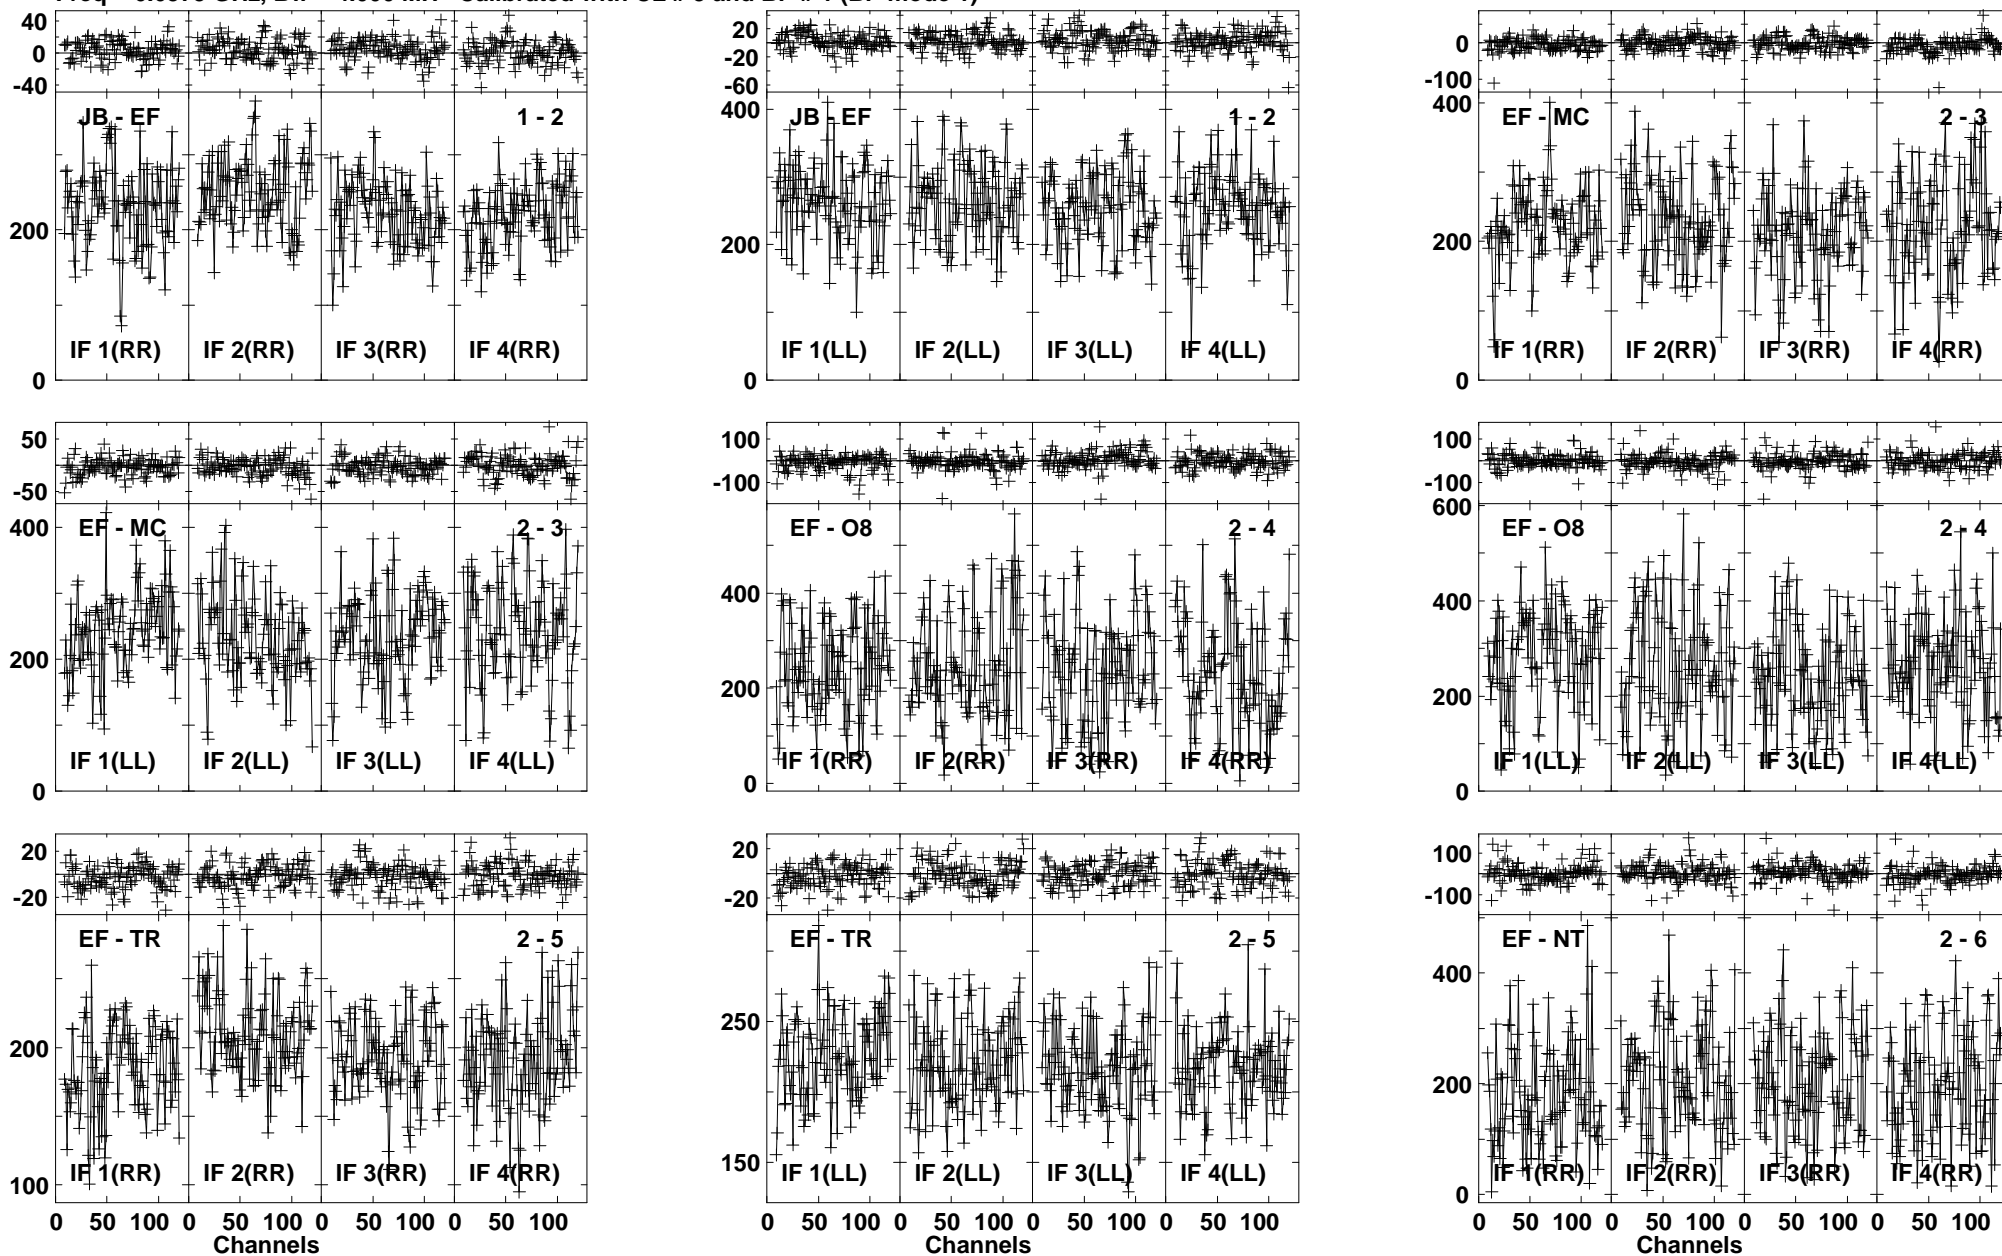 40
20
0
-40
JB - EF
1 - 2
200
0
IF 1(RR) IF 2(RR) IF 3(RR) IF 4(RR)
20
-20
-60
JB - EF
1 - 2
400
200
0
IF 1(LL) IF 2(LL) IF 3(LL) IF 4(LL)
0
-100
EF - MC
2 - 3
400
200
0
IF 1(RR) IF 2(RR) IF 3(RR) IF 4(RR)
50
-50
EF - MC
2 - 3
400
200
0
IF 1(LL) IF 2(LL) IF 3(LL) IF 4(LL)
100
-100
EF - O8
2 - 4
400
200
0
IF 1(RR) IF 2(RR) IF 3(RR) IF 4(RR)
100
-100
600
EF - O8
2 - 4
400
200
0
IF 1(LL) IF 2(LL) IF 3(LL) IF 4(LL)
20
-20
EF - TR
2 - 5
200
100
IF 1(RR) IF 2(RR) IF 3(RR) IF 4(RR)
0 50 100 0 50 100 0 50 100 0 50 100
Channels
20
-20
EF - TR
2 - 5
250
150
IF 1(LL) IF 2(LL) IF 3(LL) IF 4(LL)
0 50 100 0 50 100 0 50 100 0 50 100
Channels
100
-100
EF - NT
2 - 6
400
200
0
IF 1(RR) IF 2(RR) IF 3(RR) IF 4(RR)
0 50 100 0 50 100 0 50 100 0 50 100
Channels